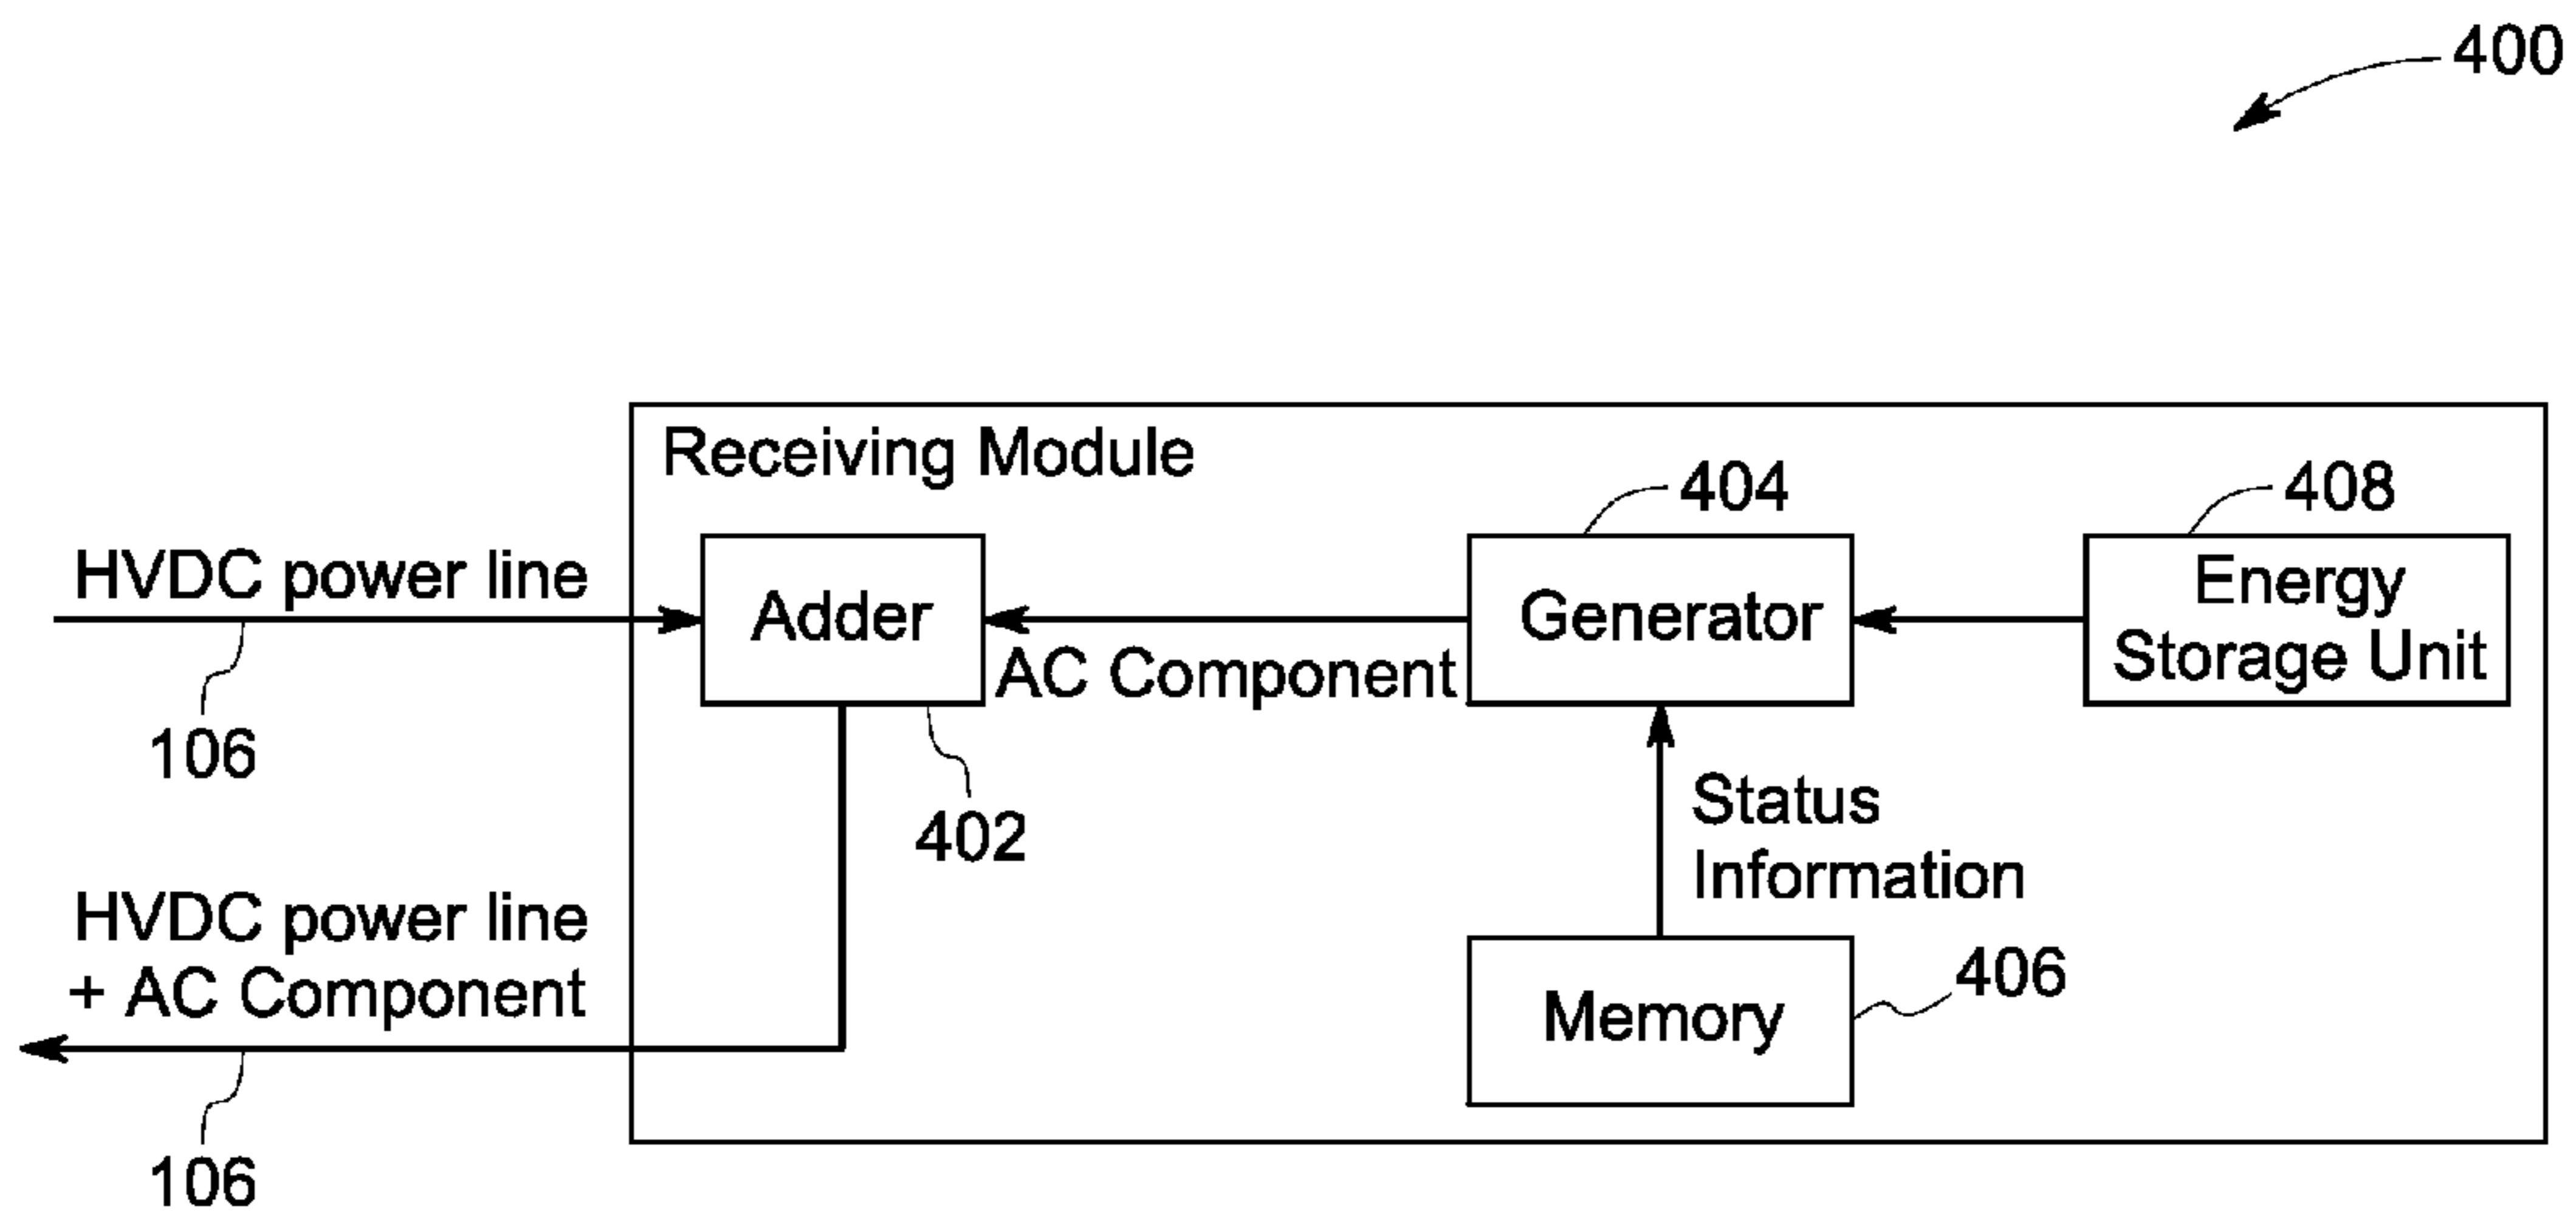 400
Receiving Module
404
408
HVDC power line
Adder
Generator
Energy
Storage Unit
AC Component
106
402
Status
Information
HVDC power line
+ AC Component
406
Memory
106